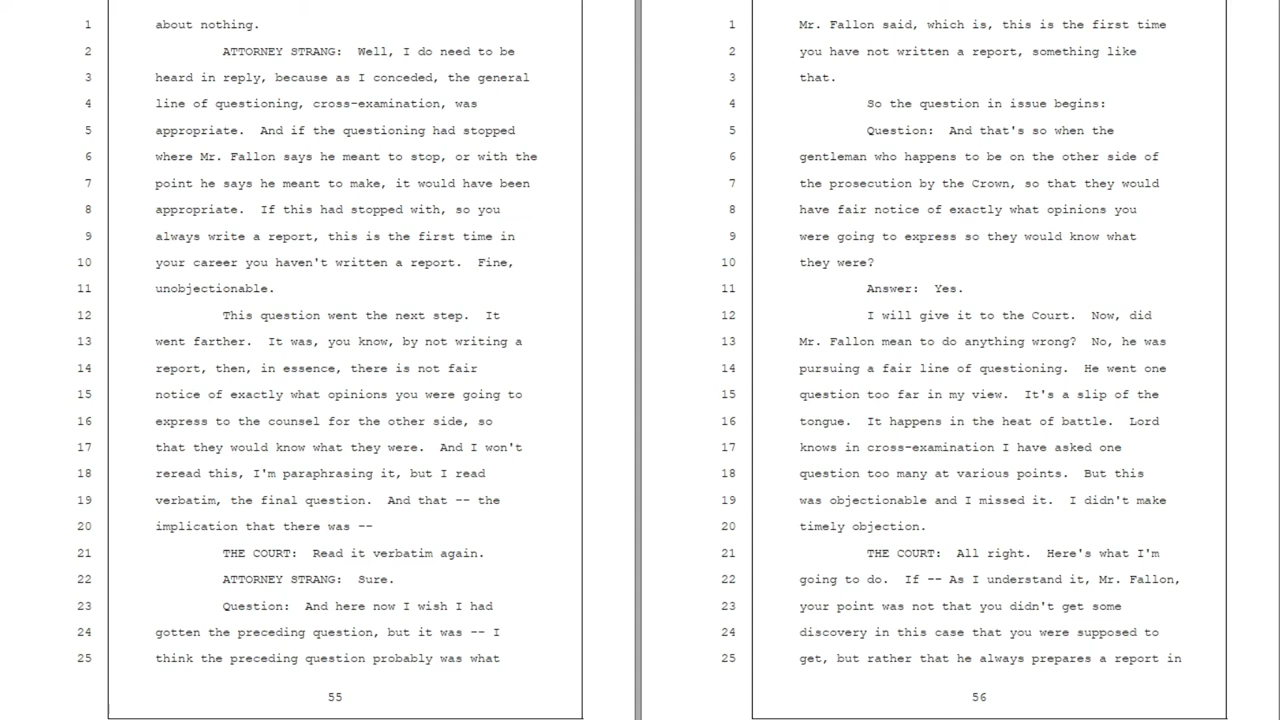 1 about nothing.
2 ATTORNEY STRANG: Well, I do need to be
3 heard in reply, because as I conceded, the general
4 line of questioning, cross-examination, was
5 appropriate. And if the questioning had stopped
6 where Mr. Fallon says he meant to stop, or with the
7 point he says he meant to make, it would have been
8 appropriate. If this had stopped with, so you
9 always write a report, this is the first time in
10 your career you haven't written a report. Fine,
11 unobjectionable.
12 This question went the next step. It
13 went farther. It was, you know, by not writing a
14 report, then, in essence, there is not fair
15 notice of exactly what opinions you were going to
16 express to the counsel for the other side, so
17 that they would know what they were. And I won't
18 reread this, I'm paraphrasing it, but I read
19 verbatim, the final question. And that -- the
20 implication that there was --
21 THE COURT: Read it verbatim again.
22 ATTORNEY STRANG: Sure.
23 Question: And here now I wish I had
24 gotten the preceding question, but it was -- I
25 think the preceding question probably was what
55
1 Mr. Fallon said, which is, this is the first time
2 you have not written a report, something like
3 that.
4 So the question in issue begins:
5 Question: And that's so when the
6 gentleman who happens to be on the other side of
7 the prosecution by the Crown, so that they would
8 have fair notice of exactly what opinions you
9 were going to express so they would know what
10 they were?
11 Answer: Yes.
12 I will give it to the Court. Now, did
13 Mr. Fallon mean to do anything wrong? No, he was
14 pursuing a fair line of questioning. He went one
15 question too far in my view. It's a slip of the
16 tongue. It happens in the heat of battle. Lord
17 knows in cross-examination I have asked one
18 question too many at various points. But this
19 was objectionable and I missed it. I didn't make
20 timely objection.
21 THE COURT: All right. Here's what I'm
22 going to do. If -- As I understand it, Mr. Fallon,
23 your point was not that you didn't get some
24 discovery in this case that you were supposed to
25 get, but rather that he always prepares a report in
56